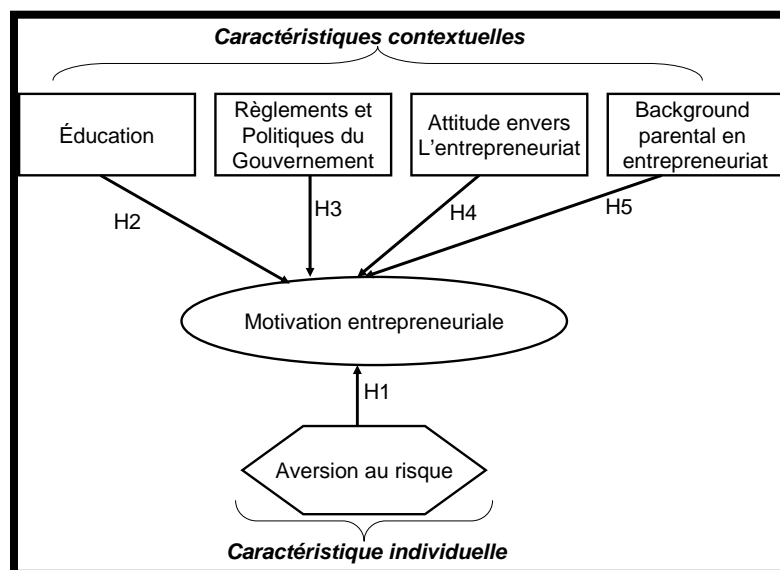 Caractéristiques contextuelles
Éducation
Règlements et
Politiques du
Gouvernement
Attitude envers
L'entrepreneuriat
Background
parental en
entrepreneuriat
H2
H3
H4
H5
Motivation entrepreneuriale
H1
Aversion au risque
Caractéristique individuelle